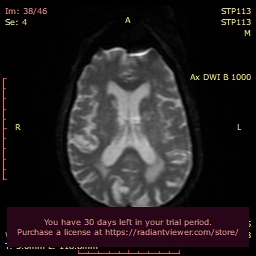 Im: 38/46
Se: 4
A
STP113
STP113
M
Ax DWI B 1000
R
L
You have 30 days left in your trial period.
Purchase a license at https://radiantviewer.com/store/